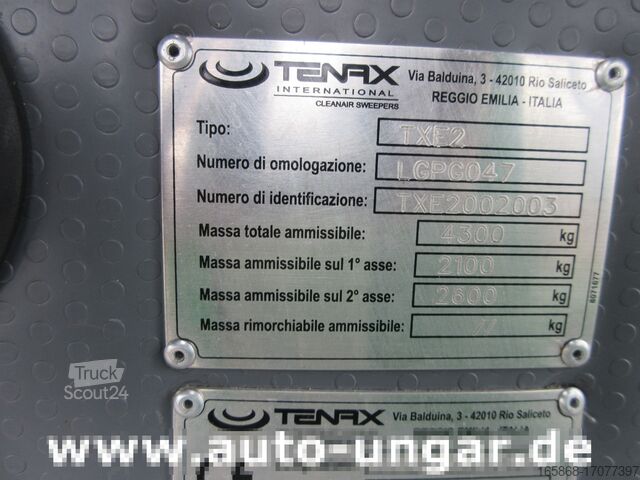 TENAX
INTERNATIONAL
CLEANAIR SWEEPERS
Via Balduina, 3 - 42010 Rio Saliceto
REGGIO EMILIA - ITALIA
Tipo: TXE2
Numero di omologazione: LGPG047
Numero di identificazione: TXE2002003
Massa totale ammissibile: 4300 kg
Massa ammissibile sul 1° asse: 2100 kg
Massa ammissibile sul 2° asse: 2600 kg
Massa rimorchiabile ammissibile: // kg
6071677
Truck
Scout24
TENAX Via Balduina, 3 - 42010 Rio Saliceto
www.auto-ungar.de
CE
165868-17077397